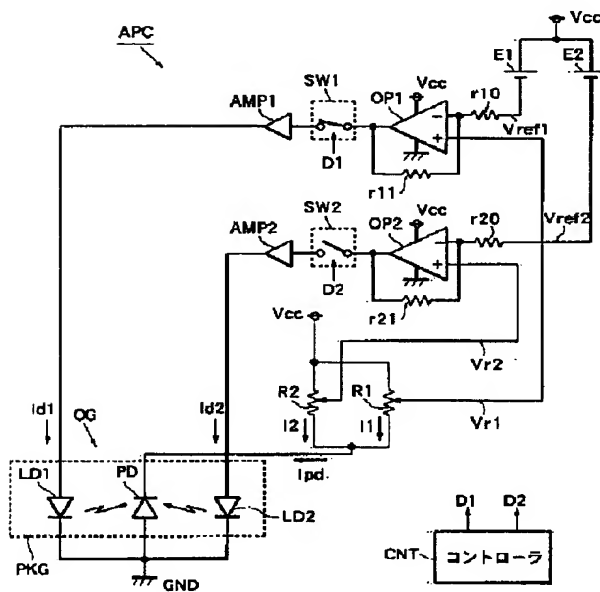 APC
Vcc
E1
E2
SW1
Vcc
AMP1
OP1
r10
Vref1
D1
r11
SW2
Vcc
AMP2
OP2
r20
Vref2
D2
r21
Vcc
Vr2
R2
R1
Id1
OG
Id2
I2
I1
Vr1
LD1
PD
Ipd
D1
D2
LD2
CNT
コントローラ
PKG
GND